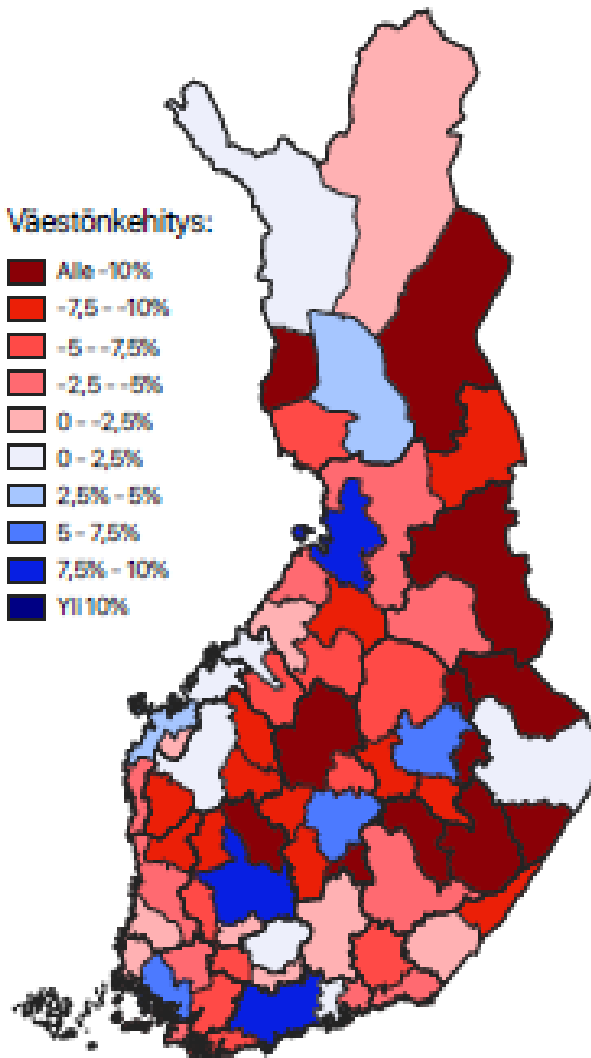 Väestönkehitys:
Alle -10%
-7,5 - -10%
-5 - -7,5%
-2,5 - -5%
0 - -2,5%
0 - 2,5%
2,5% - 5%
5 - 7,5%
7,5% - 10%
Yli 10%